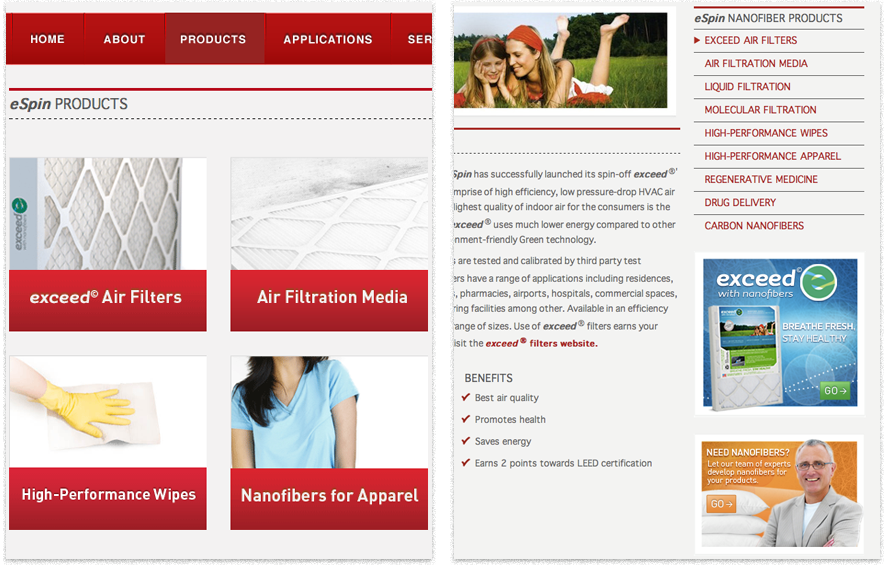 HOME ABOUT PRODUCTS APPLICATIONS SER
eSpin PRODUCTS
exceed
exceed© Air Filters
Air Filtration Media
High-Performance Wipes
Nanofibers for Apparel
Spin has successfully launched its spin-off exceed®'
mprise of high efficiency, low pressure-drop HVAC air
Highest quality of indoor air for the consumers is the
exceed® uses much lower energy compared to other
nment-friendly Green technology.
s are tested and calibrated by third party test
ers have a range of applications including residences,
s, pharmacies, airports, hospitals, commercial spaces,
ring facilities among other. Available in an efficiency
range of sizes. Use of exceed® filters earns your
isit the exceed® filters website.
BENEFITS
Best air quality
Promotes health
Saves energy
Earns 2 points towards LEED certification
eSpin NANOFIBER PRODUCTS
EXCEED AIR FILTERS
AIR FILTRATION MEDIA
LIQUID FILTRATION
MOLECULAR FILTRATION
HIGH-PERFORMANCE WIPES
HIGH-PERFORMANCE APPAREL
REGENERATIVE MEDICINE
DRUG DELIVERY
CARBON NANOFIBERS
exceed©
with nanofibers
BREATHE FRESH,
STAY HEALTHY
GO→
NEED NANOFIBERS?
Let our team of experts
develop nanofibers for
your products.
GO→